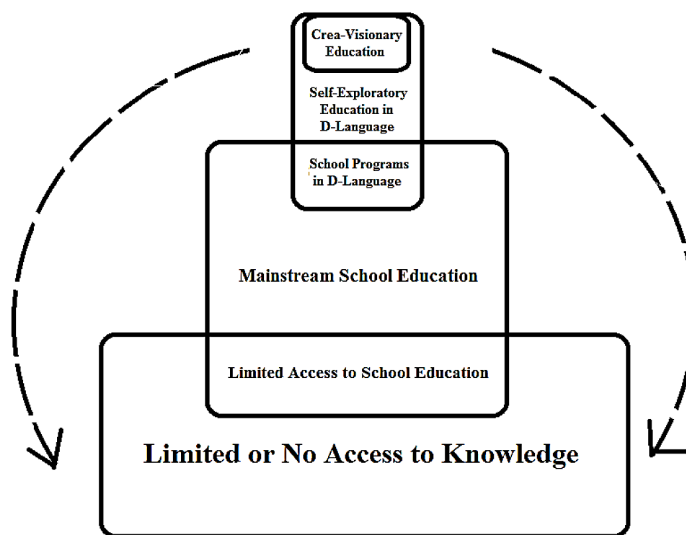 Crea-Visionary
Education
Self-Exploratory
Education in
D-Language
School Programs
in D-Language
Mainstream School Education
Limited Access to School Education
Limited or No Access to Knowledge